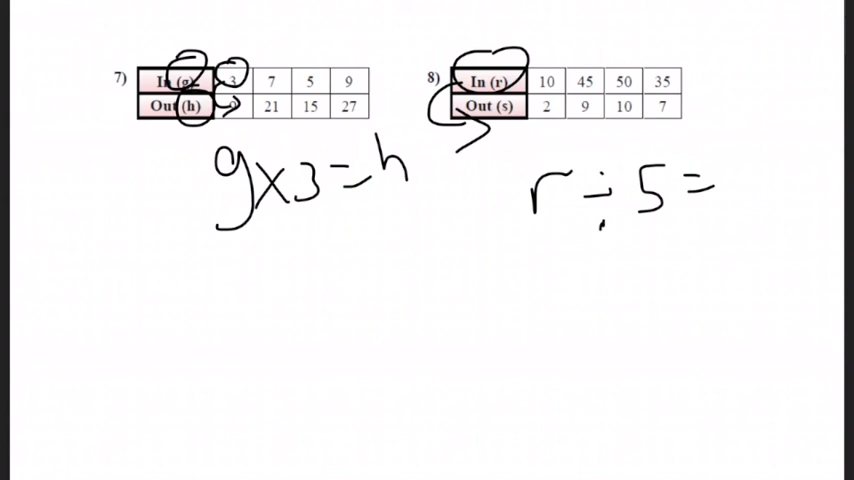 7) In (g) 3 7 5 9
Out (h) 9 21 15 27
8) In (r) 10 45 50 35
Out (s) 2 9 10 7
g×3=h
r÷5=